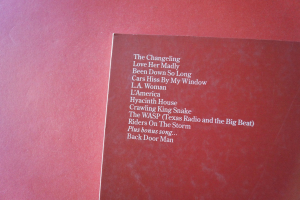 The Changeling
Love Her Madly
Been Down So Long
Cars Hiss By My Window
L.A. Woman
L'America
Hyacinth House
Crawling King Snake
The WASP (Texas Radio and the Big Beat)
Riders On The Storm
Plus bonus song...
Back Door Man